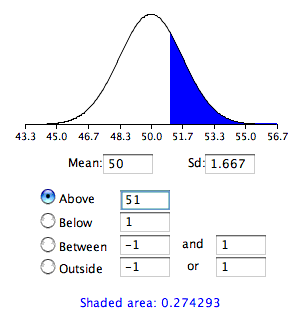 43.3 45.0 46.7 48.3 50.0 51.7 53.3 55.0 56.7
Mean: 50 Sd: 1.667
Above 51
Below 1
Between -1 and 1
Outside -1 or 1
Shaded area: 0.274293